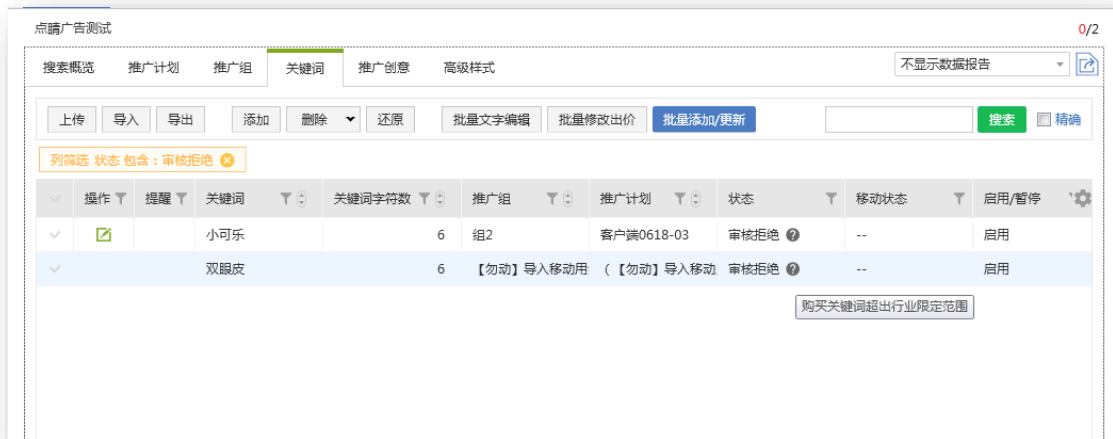 点睛广告测试 0/2
搜索概览 推广计划 推广组 关键词 推广创意 高级样式 不显示数据报告
上传 导入 导出 添加 删除 还原 批量文字编辑 批量修改出价 批量添加/更新 搜索 精确
列筛选 状态 包含：审核拒绝
操作 提醒 关键词 关键词字符数 推广组 推广计划 状态 移动状态 启用/暂停
小可乐 6 组2 客户端0618-03 审核拒绝 -- 启用
双眼皮 6 【勿动】导入移动用 (【勿动】导入移动 审核拒绝 -- 启用
购买关键词超出行业限定范围